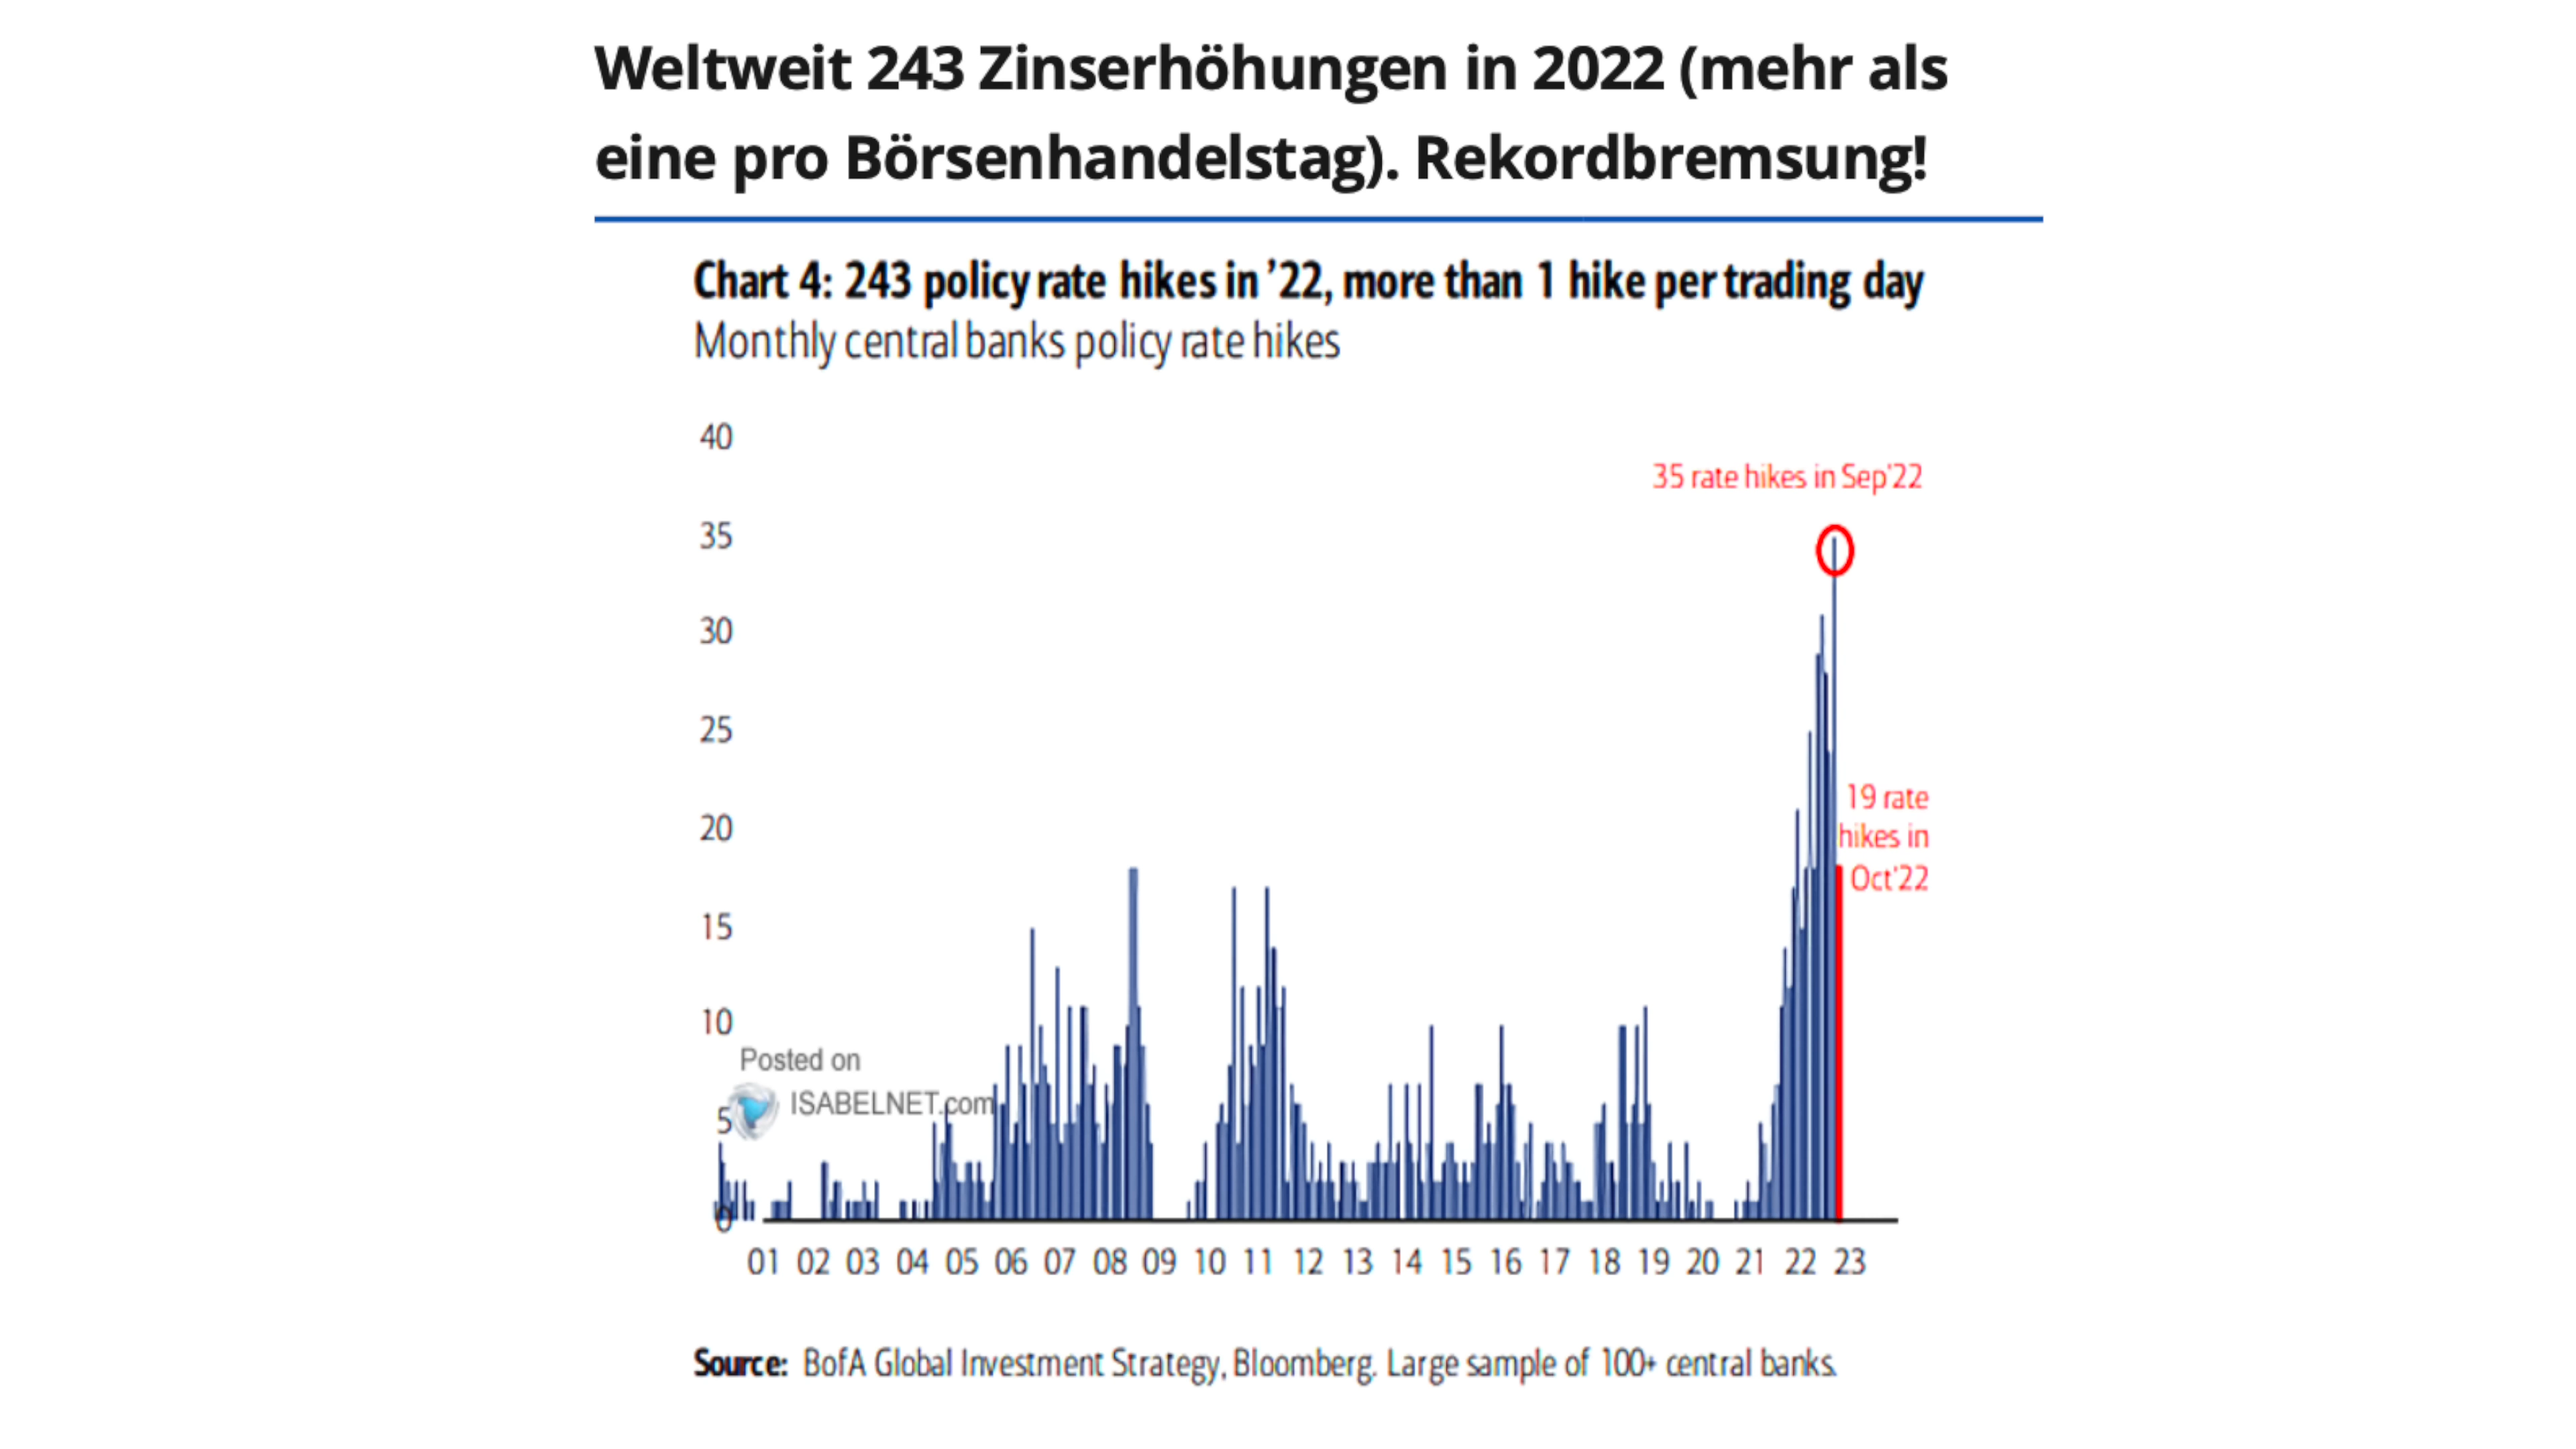 Weltweit 243 Zinserhöhungen in 2022 (mehr als
eine pro Börsenhandelstag). Rekordbremsung!
Chart 4: 243 policy rate hikes in ’22, more than 1 hike per trading day
Monthly central banks policy rate hikes
40
35 rate hikes in Sep'22
35
30
25
19 rate
hikes in
Oct'22
20
15
10
Posted on
ISABELNET.com
5
0
01 02 03 04 05 06 07 08 09 10 11 12 13 14 15 16 17 18 19 20 21 22 23
Source: BofA Global Investment Strategy, Bloomberg. Large sample of 100+ central banks.